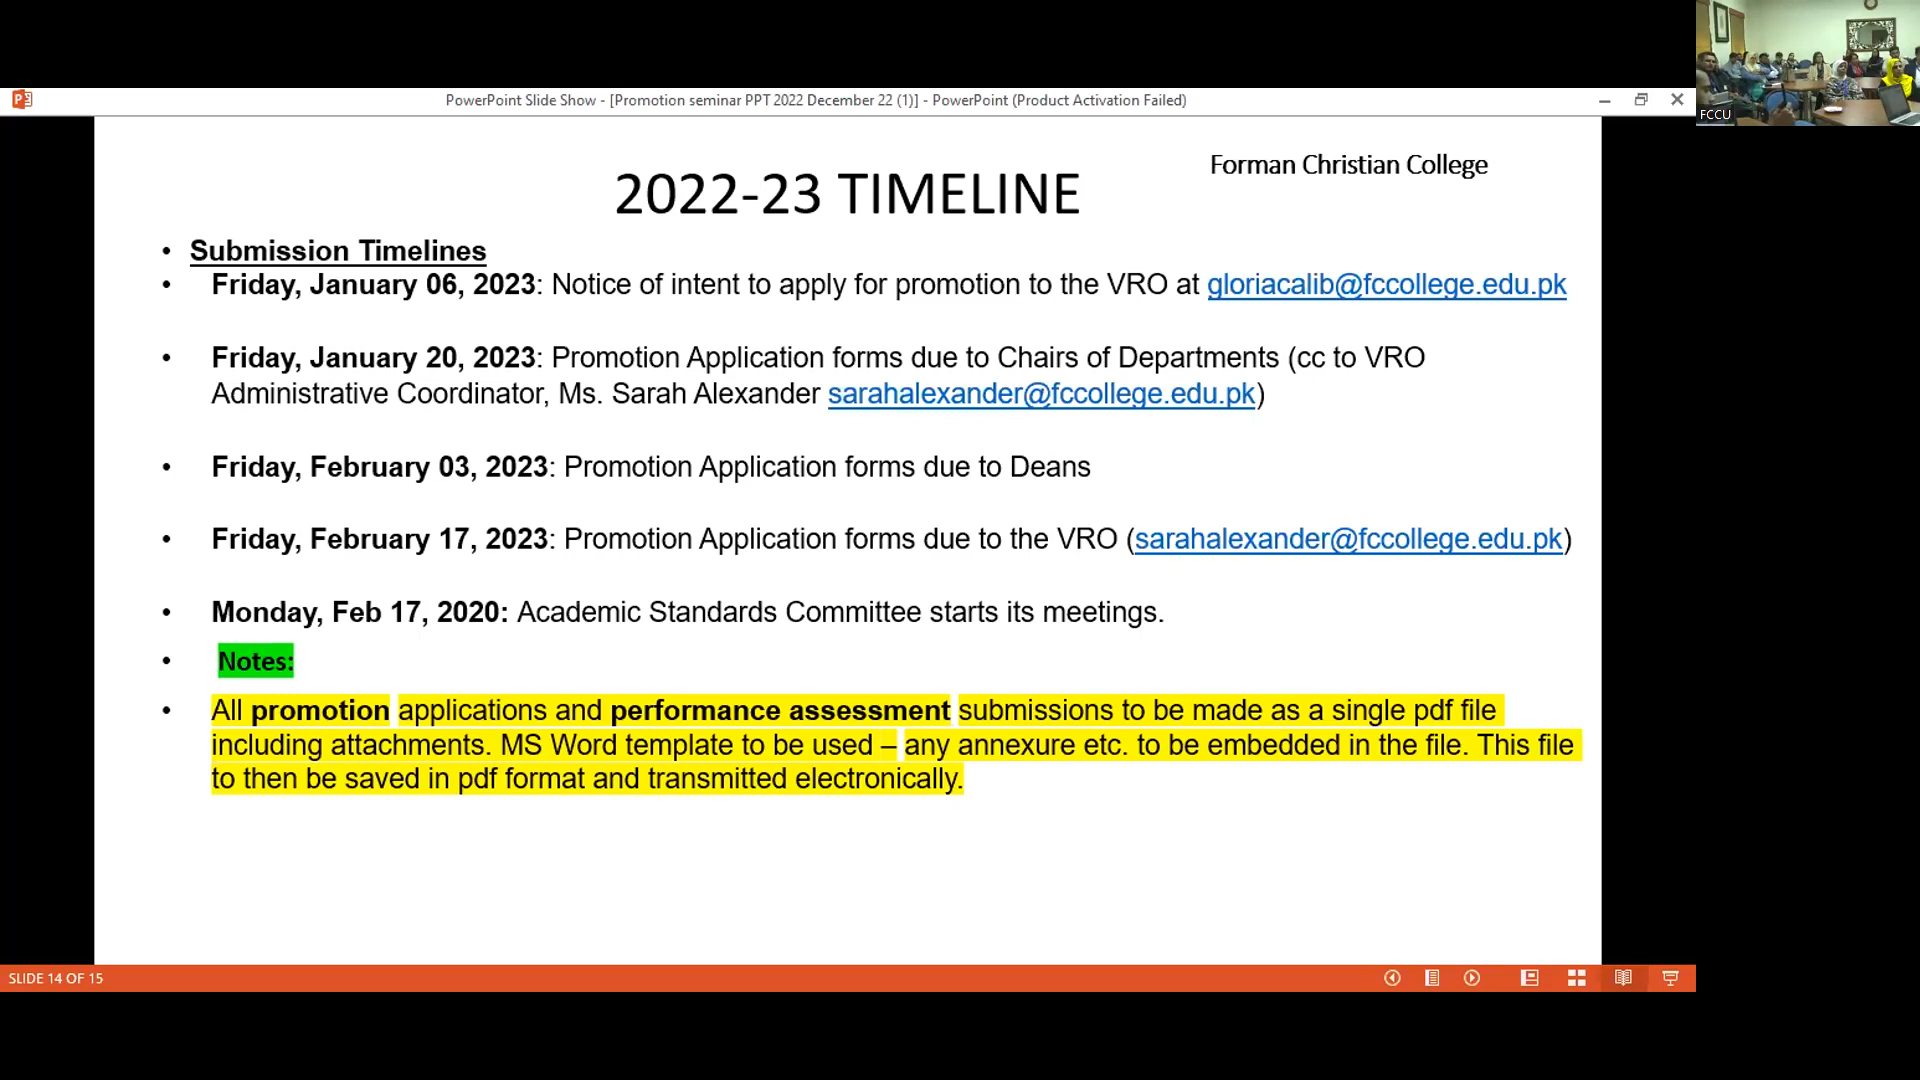 PowerPoint Slide Show - [Promotion seminar PPT 2022 December 22 (1)] - PowerPoint (Product Activation Failed)
FCCU
Forman Christian College
2022-23 TIMELINE
• Submission Timelines
• Friday, January 06, 2023: Notice of intent to apply for promotion to the VRO at gloriacalib@fccollege.edu.pk
• Friday, January 20, 2023: Promotion Application forms due to Chairs of Departments (cc to VRO
Administrative Coordinator, Ms. Sarah Alexander sarahalexander@fccollege.edu.pk)
• Friday, February 03, 2023: Promotion Application forms due to Deans
• Friday, February 17, 2023: Promotion Application forms due to the VRO (sarahalexander@fccollege.edu.pk)
• Monday, Feb 17, 2020: Academic Standards Committee starts its meetings.
• Notes:
• All promotion applications and performance assessment submissions to be made as a single pdf file
including attachments. MS Word template to be used – any annexure etc. to be embedded in the file. This file
to then be saved in pdf format and transmitted electronically.
SLIDE 14 OF 15